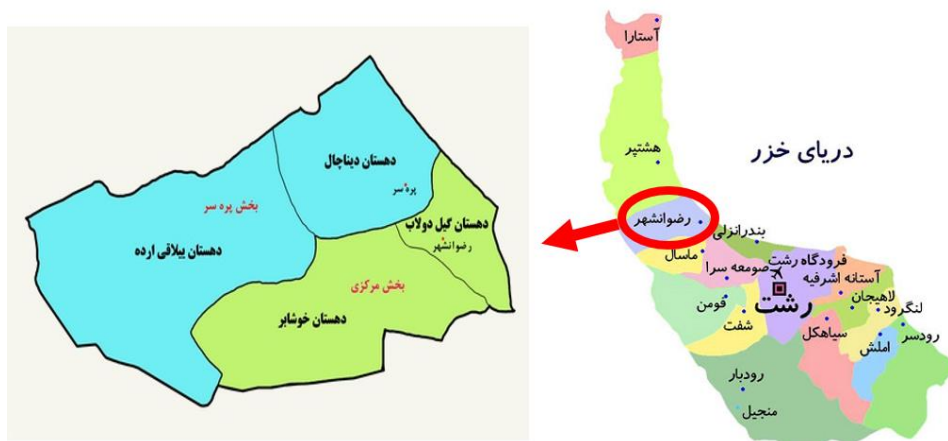 دهستان دیناچال
پره سر
بخش پره سر
دهستان گیل دولاب
رضوانشهر
دهستان ییلاقی ارده
بخش مرکزی
دهستان خوشابر
آستارا
دریای خزر
هشتپر
رضوانشهر
بندرانزلی
ماسال
صومعه سرا
فرودگاه رشت
آستانه اشرفیه
رشت
لاهیجان
لنگرود
فومن
شفت
سیاهکل
رودسر
املش
رودبار
منجیل